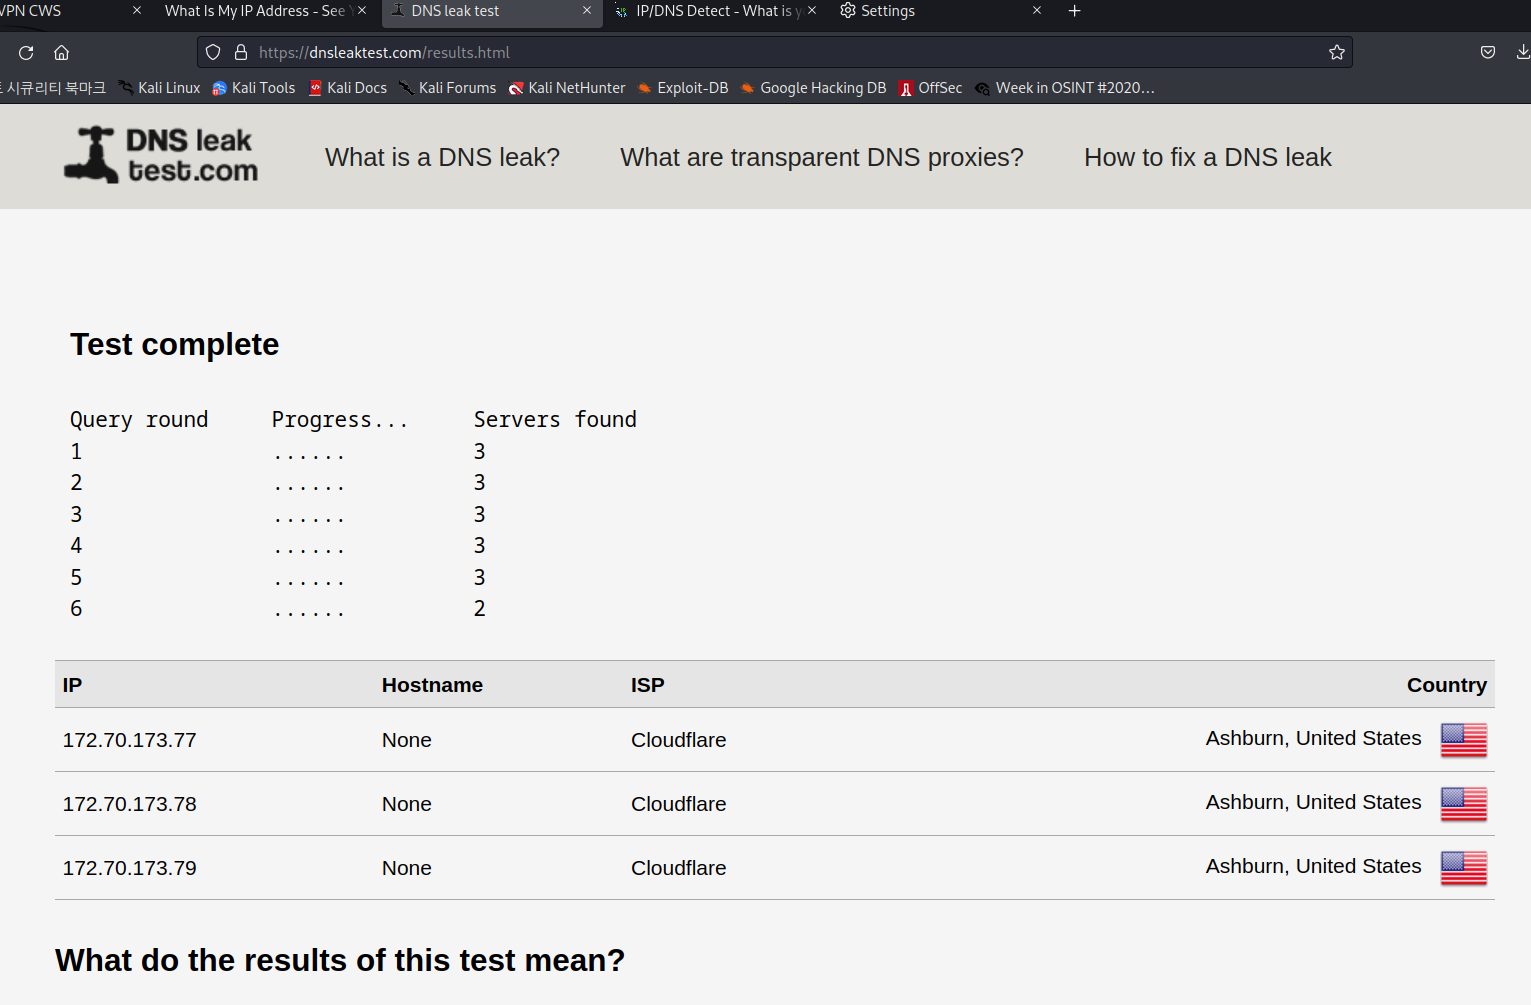 VPN CWS What Is My IP Address - See Y DNS leak test IP/DNS Detect - What is y Settings
https://dnsleaktest.com/results.html
시큐리티 북마크 Kali Linux Kali Tools Kali Docs Kali Forums Kali NetHunter Exploit-DB Google Hacking DB OffSec Week in OSINT #2020...
DNS leak
test.com
What is a DNS leak? What are transparent DNS proxies? How to fix a DNS leak
Test complete
Query round Progress... Servers found
1 ...... 3
2 ...... 3
3 ...... 3
4 ...... 3
5 ...... 3
6 ...... 2
IP Hostname ISP Country
172.70.173.77 None Cloudflare Ashburn, United States
172.70.173.78 None Cloudflare Ashburn, United States
172.70.173.79 None Cloudflare Ashburn, United States
What do the results of this test mean?